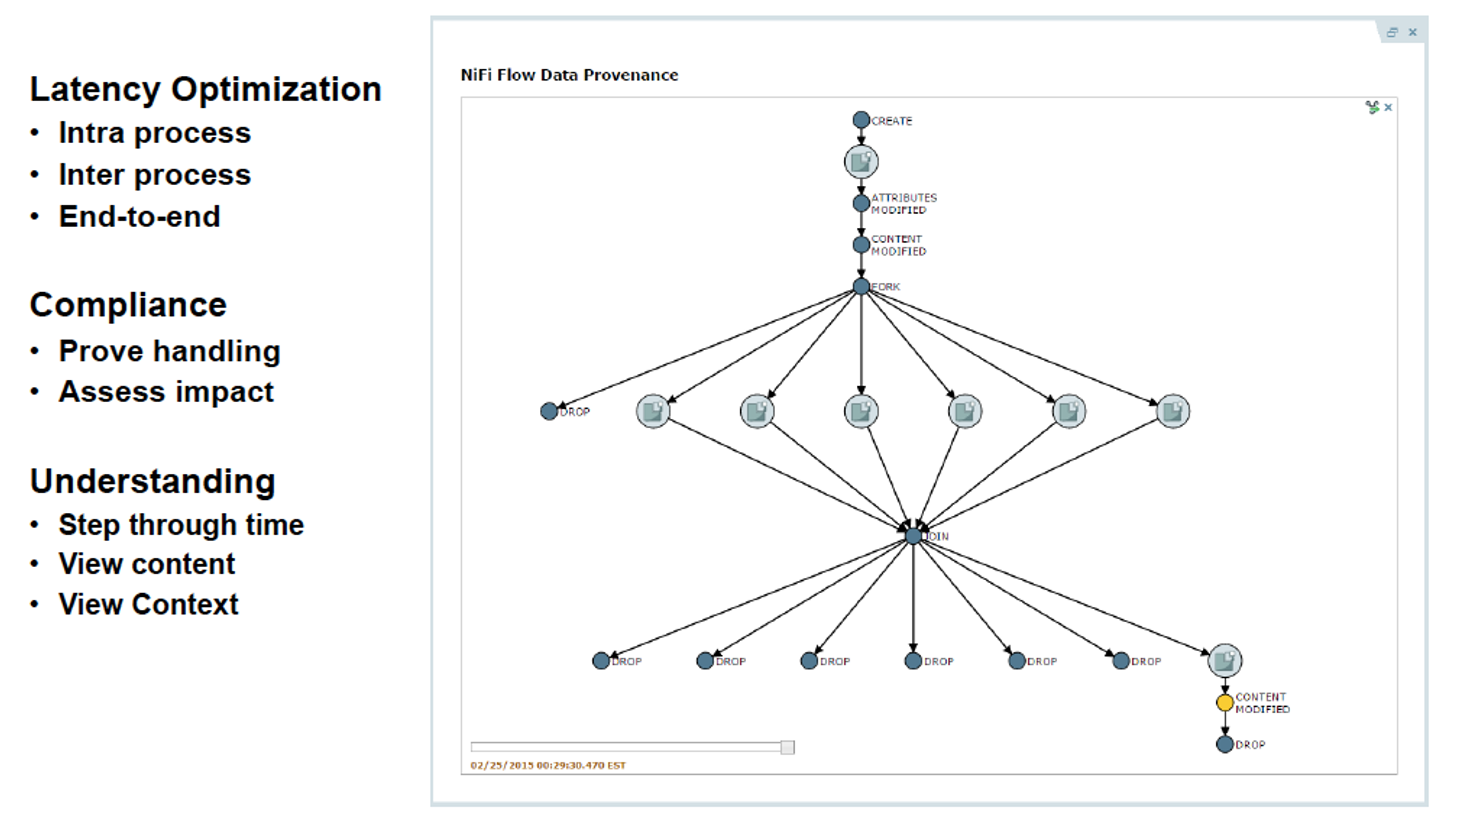 Latency Optimization
• Intra process
• Inter process
• End-to-end
Compliance
• Prove handling
• Assess impact
Understanding
• Step through time
• View content
• View Context
NiFi Flow Data Provenance
CREATE
ATTRIBUTES
MODIFIED
CONTENT
MODIFIED
FORK
DROP
JOIN
DROP
DROP
DROP
DROP
DROP
DROP
CONTENT
MODIFIED
DROP
02/25/2015 00:29:30.470 EST